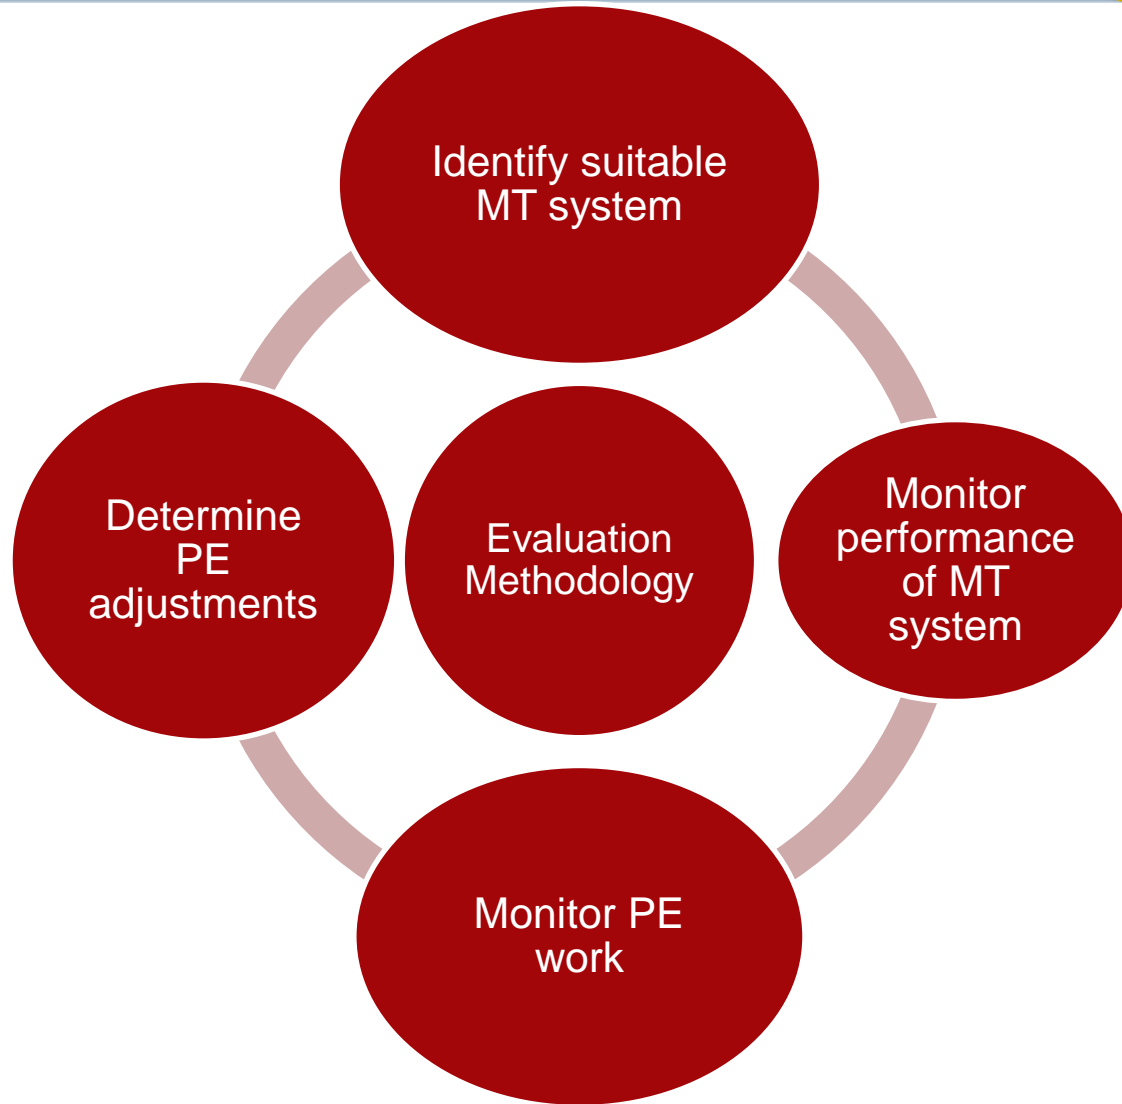 Identify suitable
MT system
Determine
PE
adjustments
Evaluation
Methodology
Monitor
performance
of MT
system
Monitor PE
work